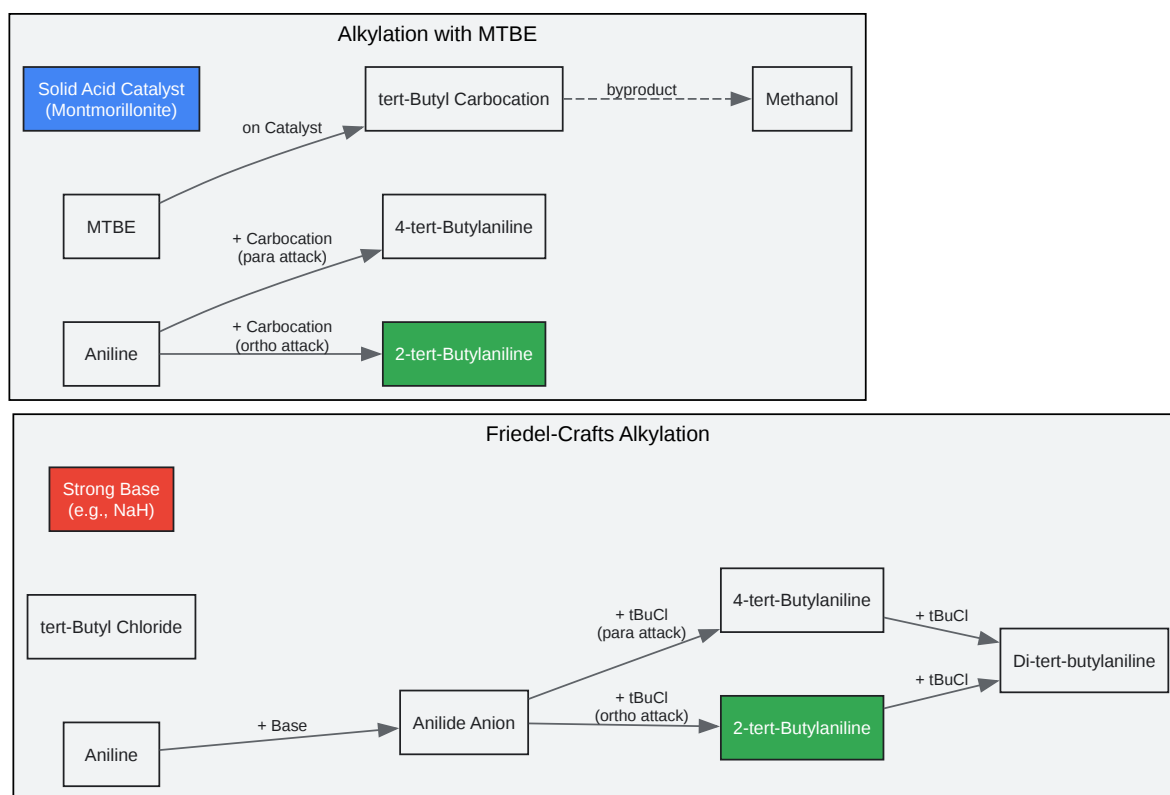 Alkylation with MTBE
Solid Acid Catalyst
(Montmorillonite)
tert-Butyl Carbocation
byproduct
Methanol
on Catalyst
MTBE
4-tert-Butylaniline
+ Carbocation
(para attack)
Aniline
+ Carbocation
(ortho attack)
2-tert-Butylaniline
Friedel-Crafts Alkylation
Strong Base
(e.g., NaH)
tert-Butyl Chloride
4-tert-Butylaniline
+ tBuCl
(para attack)
+ tBuCl
Di-tert-butylaniline
Aniline
+ Base
Anilide Anion
+ tBuCl
(ortho attack)
2-tert-Butylaniline
+ tBuCl